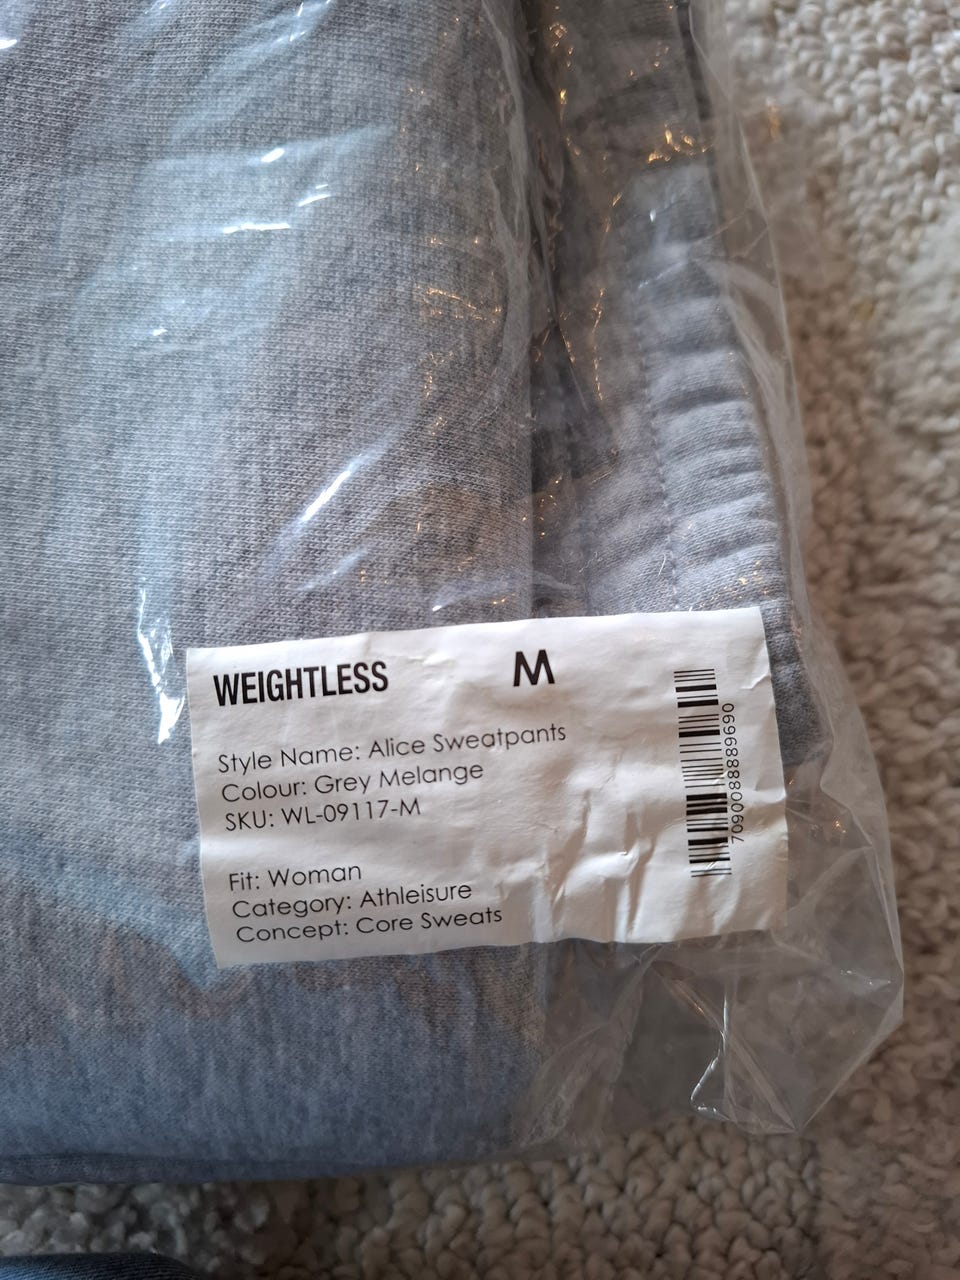 WEIGHTLESS M
Style Name: Alice Sweatpants
Colour: Grey Melange
SKU: WL-09117-M
Fit: Woman
Category: Athleisure
Concept: Core Sweats
7090088889690